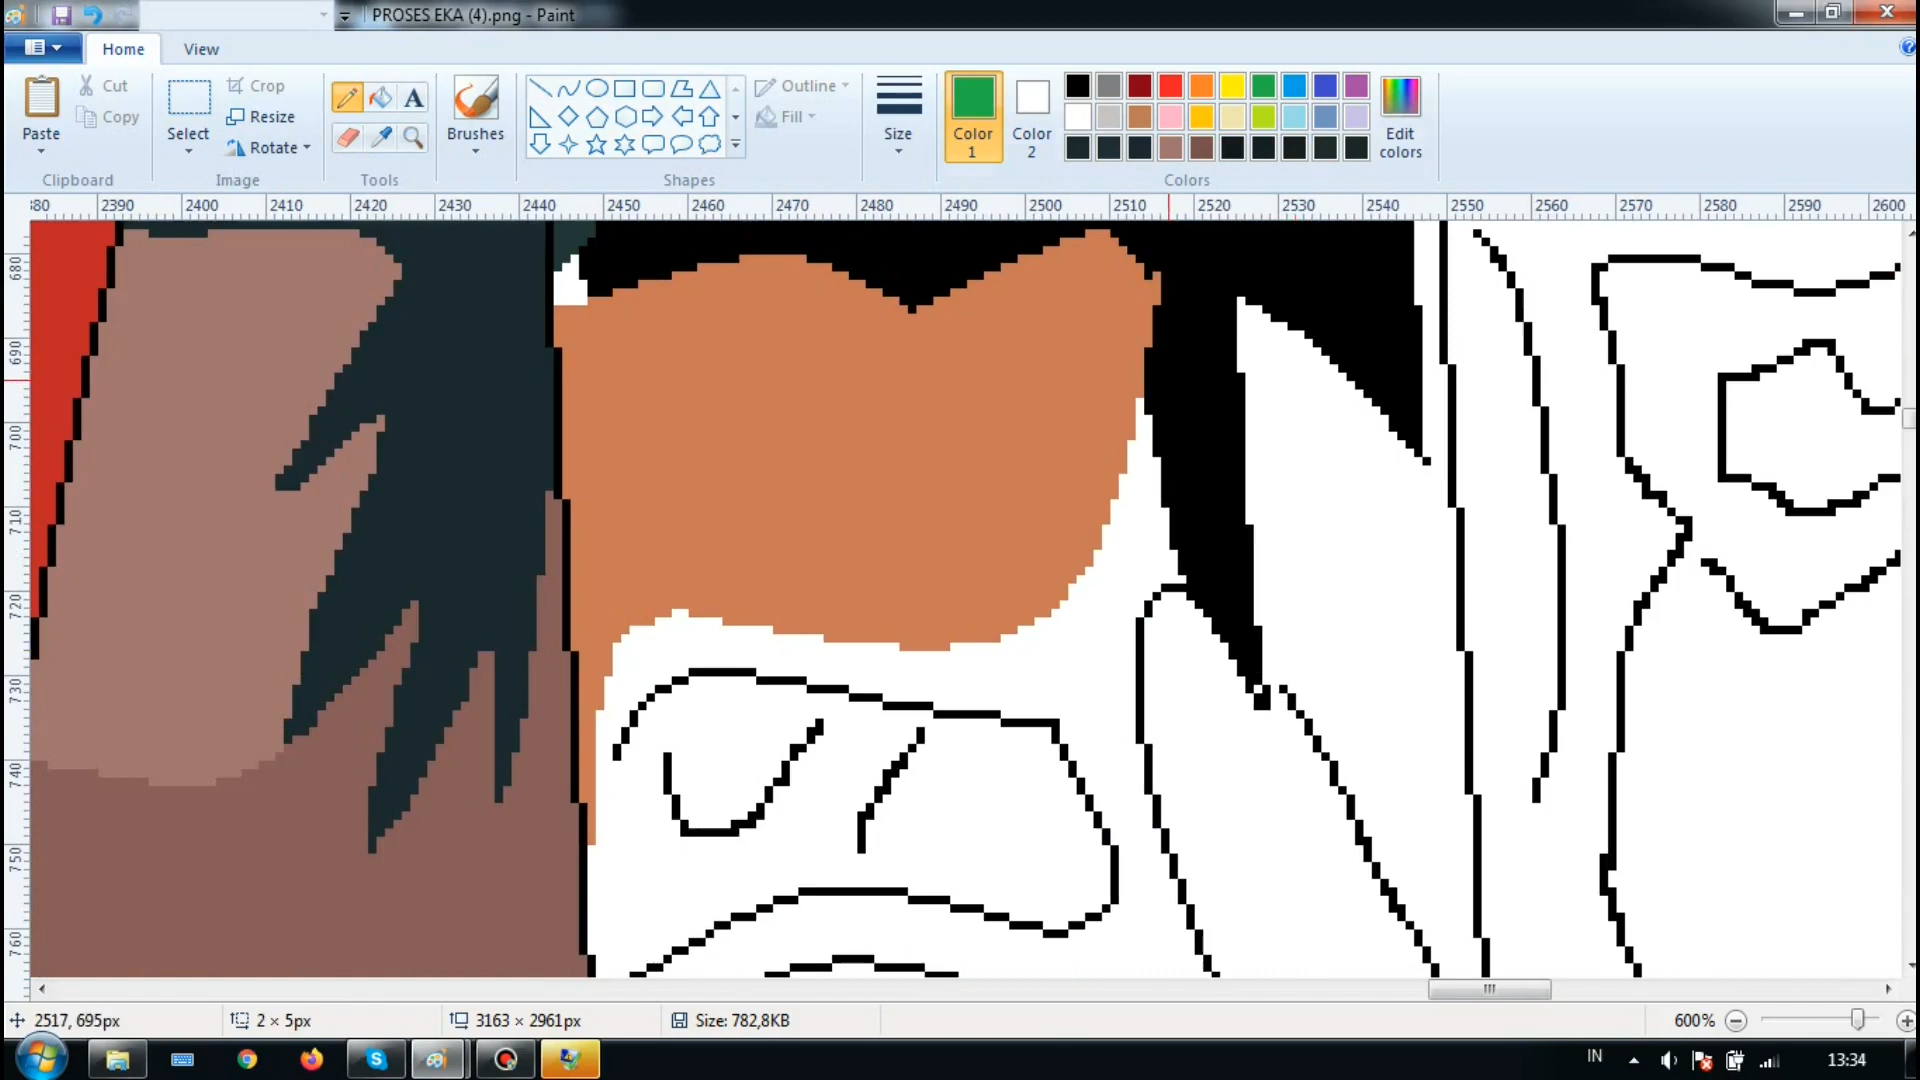 PROSES EKA (4).png - Paint
Home View
Paste Cut Copy Clipboard
Select Crop Resize Rotate Image
A Tools
Brushes
Shapes
Outline Fill
Size
Color 1 Color 2 Edit colors Colors
380 2390 2400 2410 2420 2430 2440 2450 2460 2470 2480 2490 2500 2510 2520 2530 2540 2550 2560 2570 2580 2590 2600
680
690
700
710
720
730
740
750
760
2517, 695px 2 × 5px 3163 × 2961px Size: 782,8KB 600%
IN 13:34